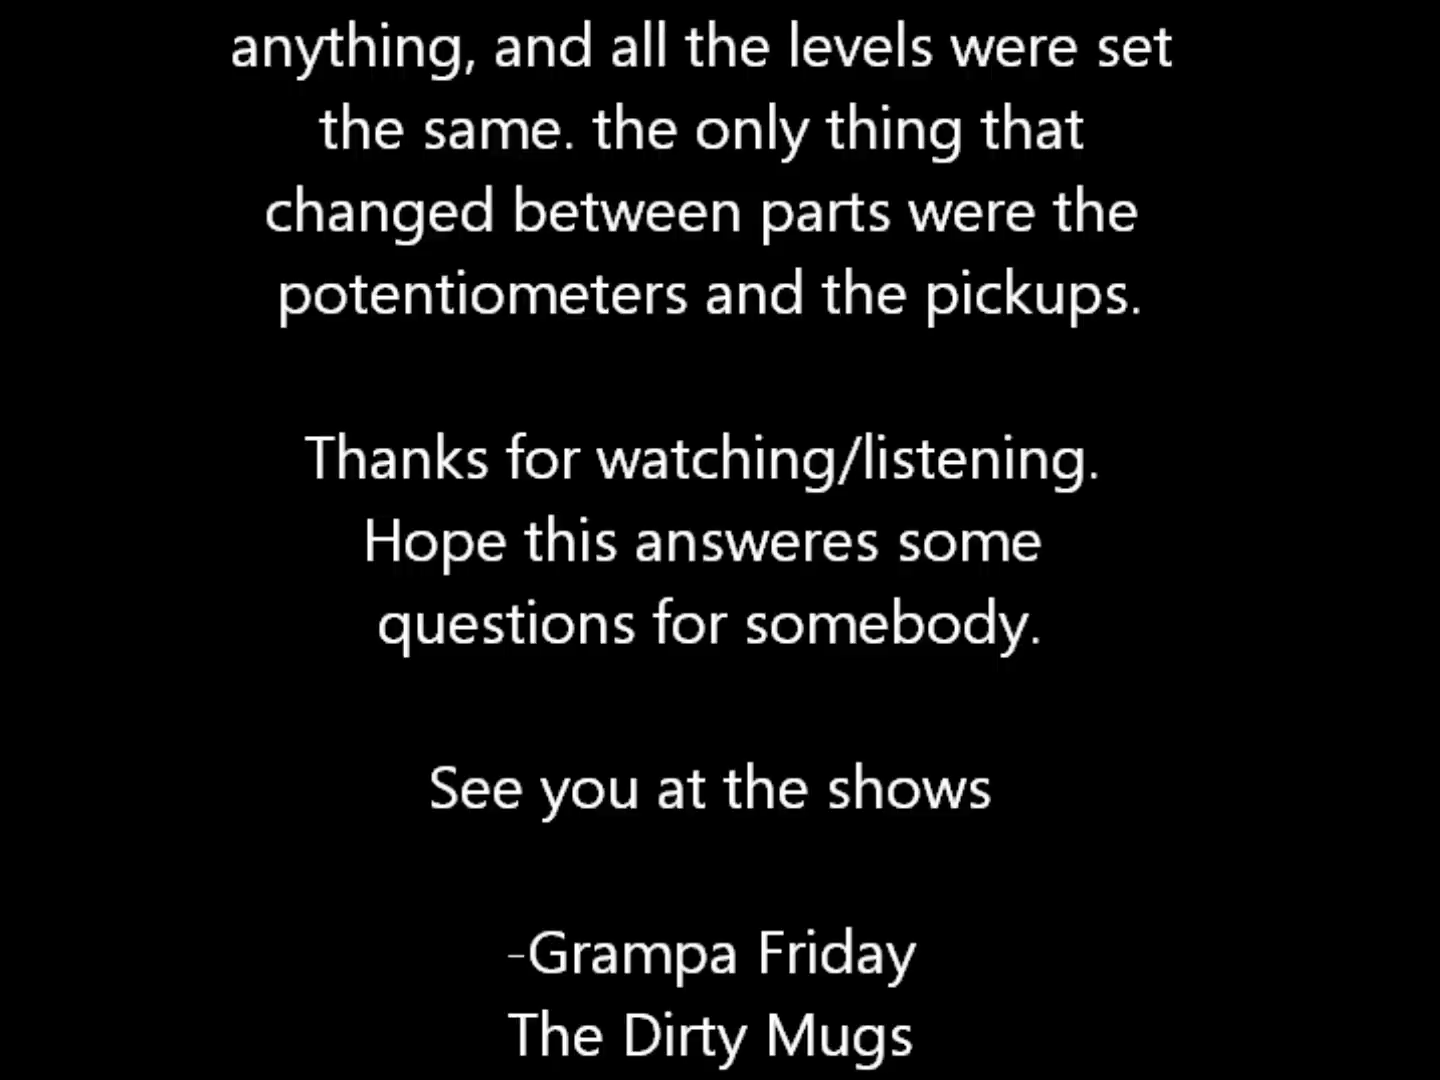 anything, and all the levels were set
the same. the only thing that
changed between parts were the
potentiometers and the pickups.
Thanks for watching/listening.
Hope this answeres some
questions for somebody.
See you at the shows
-Grampa Friday
The Dirty Mugs